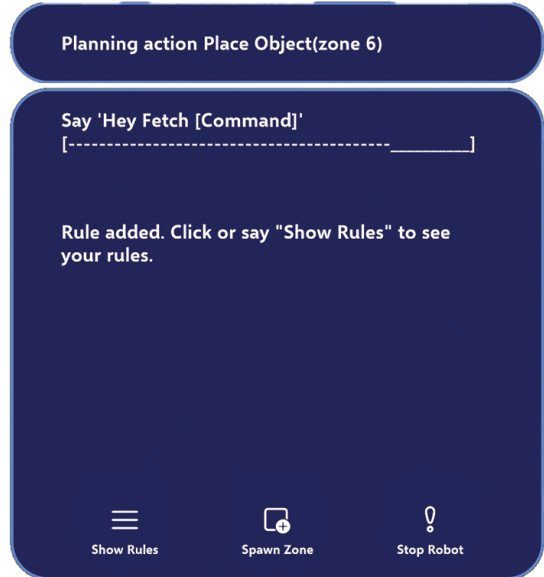 Planning action Place Object(zone 6)
Say 'Hey Fetch [Command]'
[------------------------------------------__________]
Rule added. Click or say "Show Rules" to see
your rules.
Show Rules
Spawn Zone
Stop Robot